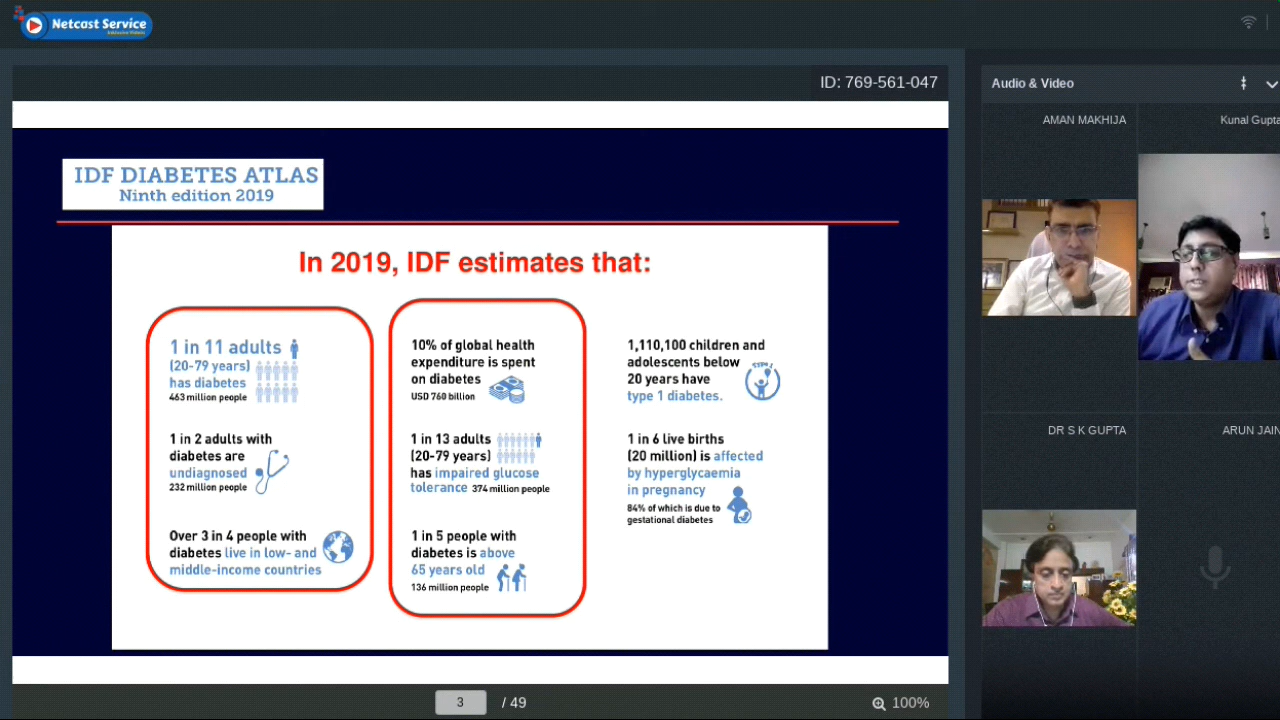 Netcast Service
ID: 769-561-047
IDF DIABETES ATLAS
Ninth edition 2019
In 2019, IDF estimates that:
1 in 11 adults
(20-79 years)
has diabetes
463 million people
1 in 2 adults with
diabetes are
undiagnosed
232 million people
Over 3 in 4 people with
diabetes live in low- and
middle-income countries
10% of global health
expenditure is spent
on diabetes
USD 760 billion
1 in 13 adults
(20-79 years)
has impaired glucose
tolerance 374 million people
1 in 5 people with
diabetes is above
65 years old
136 million people
1,110,100 children and
adolescents below
20 years have
type 1 diabetes.
TYPE 1
1 in 6 live births
(20 million) is affected
by hyperglycaemia
in pregnancy
84% of which is due to
gestational diabetes
3 / 49
100%
Audio & Video
AMAN MAKHIJA
Kunal Gupta
DR S K GUPTA
ARUN JAIN